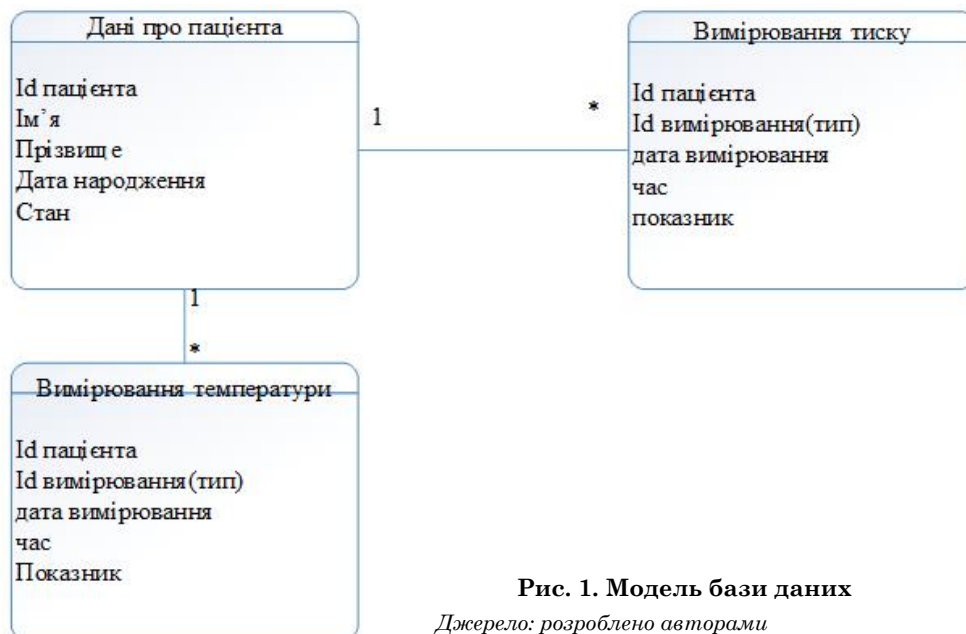 Дані про пацієнта
Id пацієнта
Ім’я
Прізвище
Дата народження
Стан
1
*
Вимірювання тиску
Id пацієнта
Id вимірювання(тип)
дата вимірювання
час
показник
1
*
Вимірювання температури
Id пацієнта
Id вимірювання(тип)
дата вимірювання
час
Показник
Рис. 1. Модель бази даних
Джерело: розроблено авторами